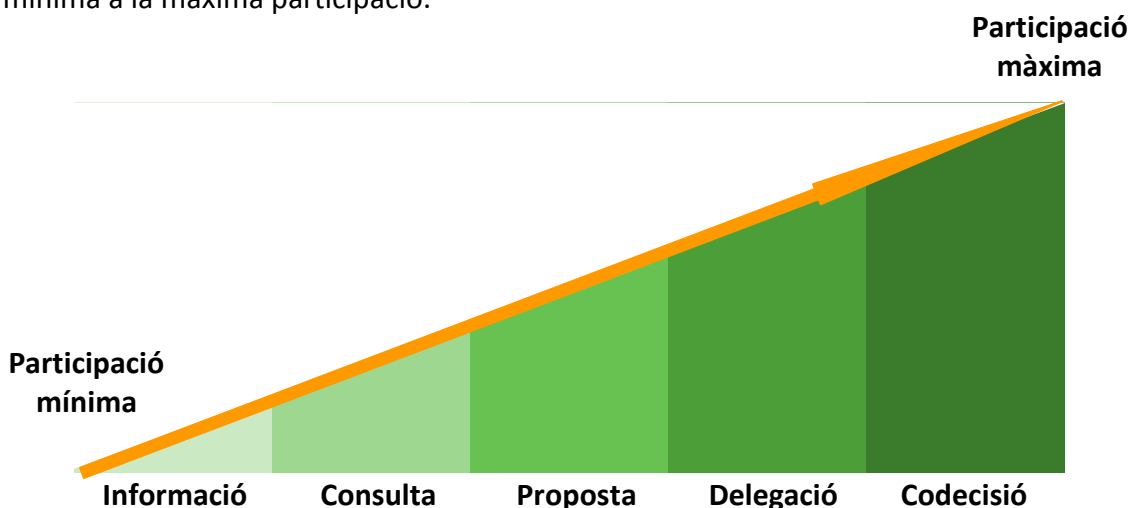 mínima a la màxima participació.
Participació
màxima
Participació
mínima
Informació Consulta Proposta Delegació Codecisió